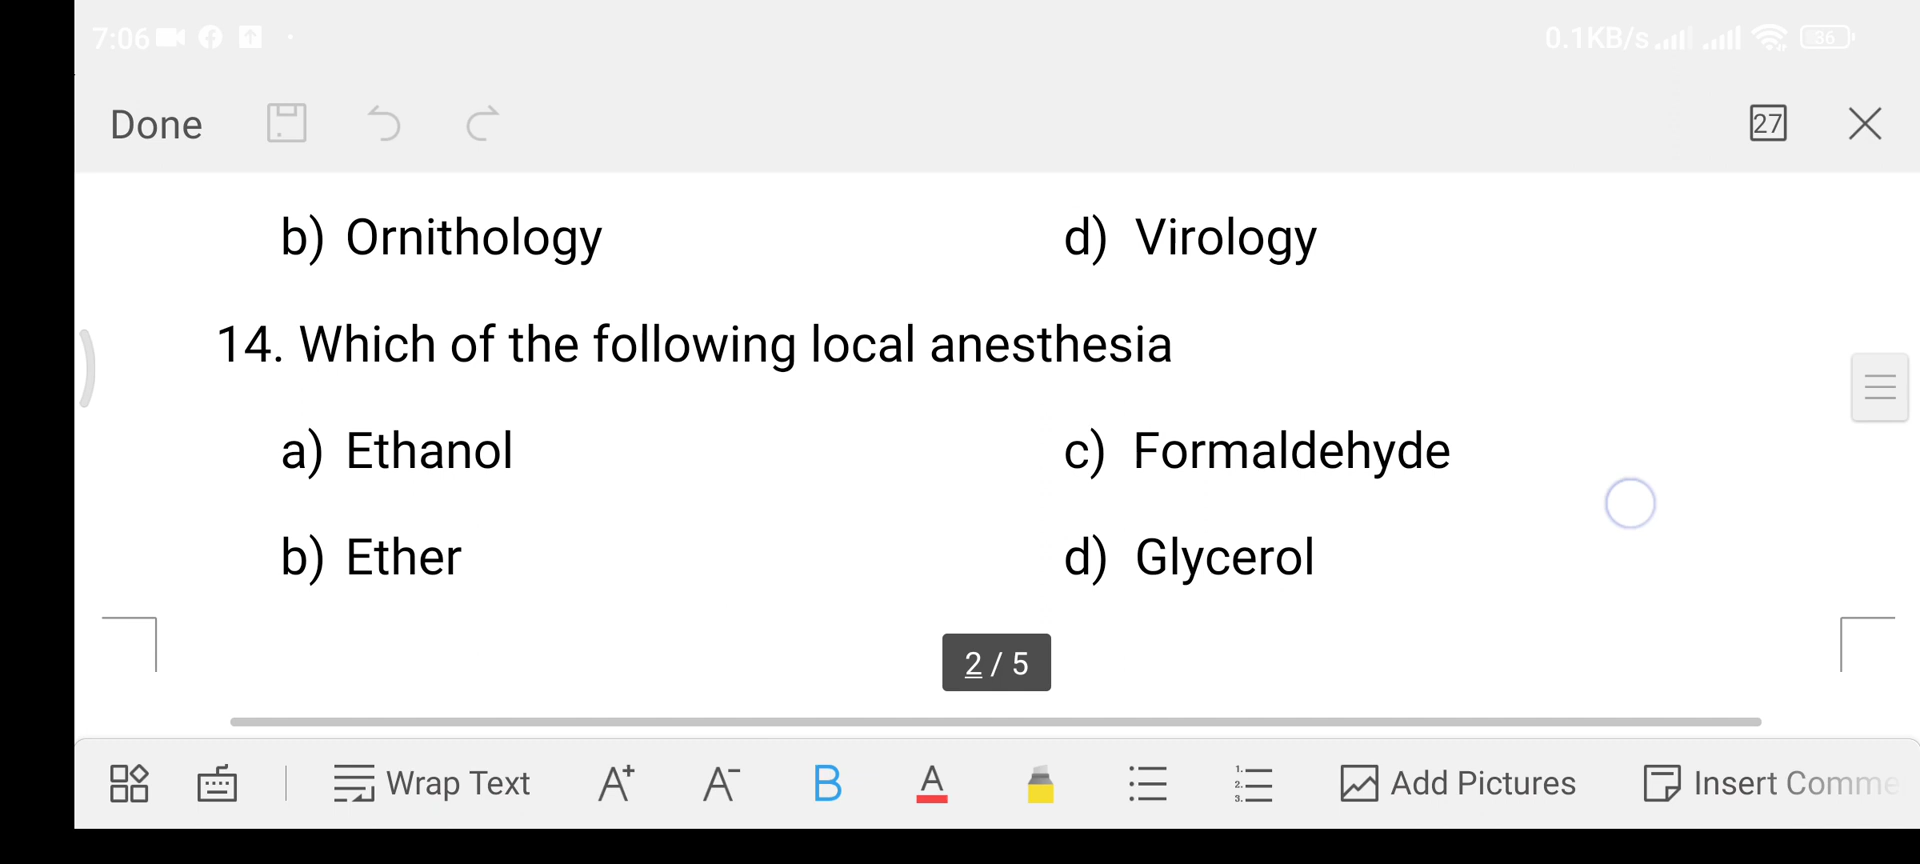 7:06 0.1KB/s 36
Done 27
b) Ornithology d) Virology
14. Which of the following local anesthesia
a) Ethanol c) Formaldehyde
b) Ether d) Glycerol
2 / 5
Wrap Text A+ A- B A Add Pictures Insert Comme